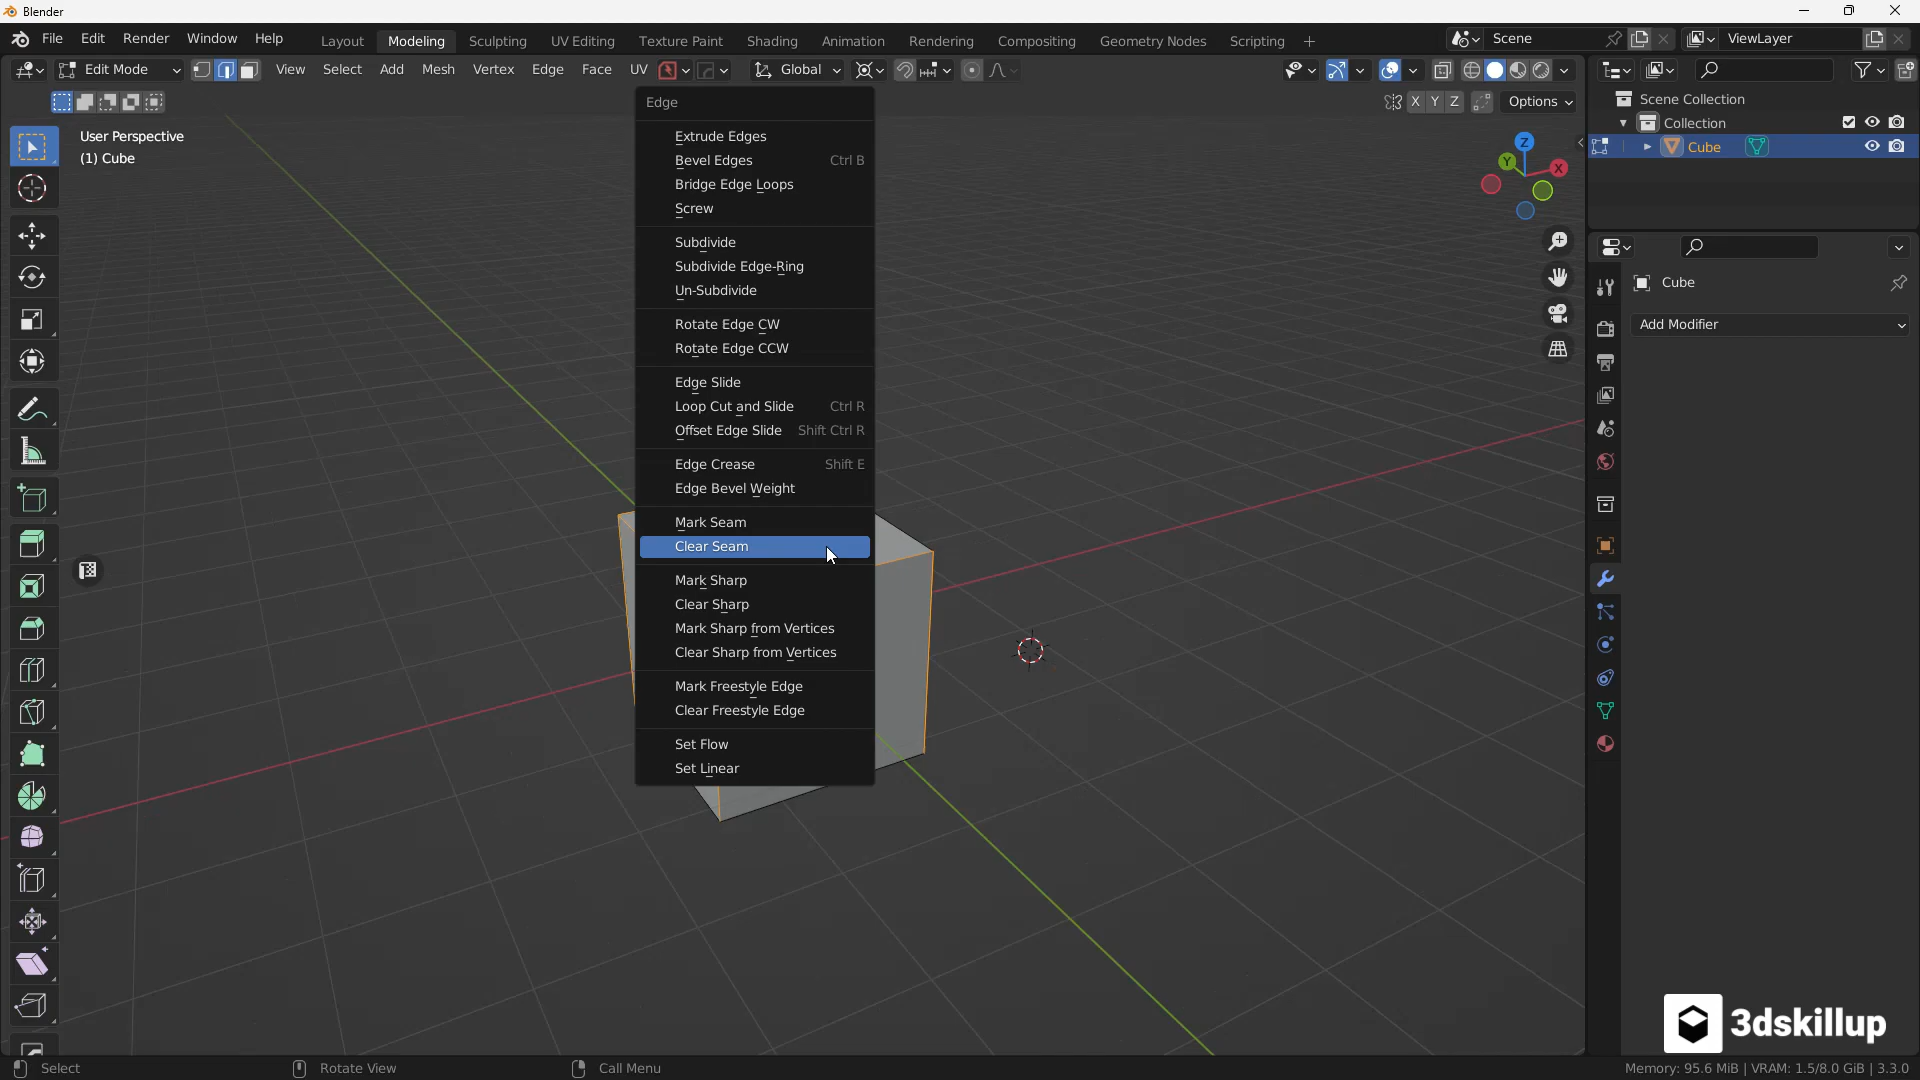 Blender
File Edit Render Window Help Layout Modeling Sculpting UV Editing Texture Paint Shading Animation Rendering Compositing Geometry Nodes Scripting + Scene ViewLayer
Edit Mode View Select Add Mesh Vertex Edge Face UV Global
X Y Z Options
User Perspective
(1) Cube
Edge
Extrude Edges
Bevel Edges Ctrl B
Bridge Edge Loops
Screw
Subdivide
Subdivide Edge-Ring
Un-Subdivide
Rotate Edge CW
Rotate Edge CCW
Edge Slide
Loop Cut and Slide Ctrl R
Offset Edge Slide Shift Ctrl R
Edge Crease Shift E
Edge Bevel Weight
Mark Seam
Clear Seam
Mark Sharp
Clear Sharp
Mark Sharp from Vertices
Clear Sharp from Vertices
Mark Freestyle Edge
Clear Freestyle Edge
Set Flow
Set Linear
Z
Y X
Scene Collection
Collection
Cube
Cube
Add Modifier
3dskillup
Select Rotate View Call Menu Memory: 95.6 MiB | VRAM: 1.5/8.0 GiB | 3.3.0